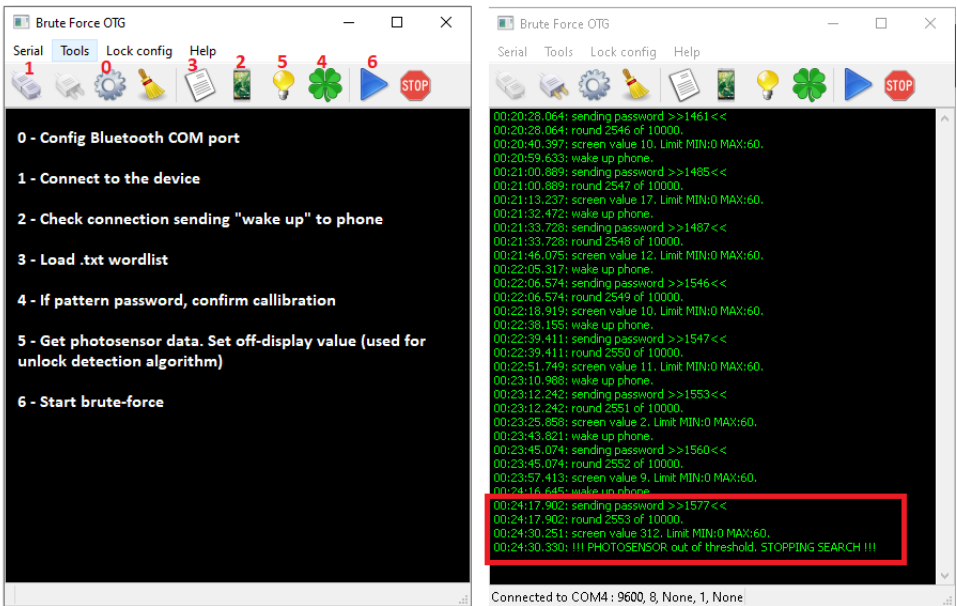 Brute Force OTG
Serial Tools Lock config Help
1 0 3 2 5 4 6
STOP
0 - Config Bluetooth COM port
1 - Connect to the device
2 - Check connection sending "wake up" to phone
3 - Load .txt wordlist
4 - If pattern password, confirm callibration
5 - Get photosensor data. Set off-display value (used for
unlock detection algorithm)
6 - Start brute-force
Brute Force OTG
Serial Tools Lock config Help
STOP
00:20:28.064: sending password >>1461<<
00:20:28.064: round 2546 of 10000.
00:20:40.397: screen value 10. Limit MIN:0 MAX:60.
00:20:59.633: wake up phone.
00:21:00.889: sending password >>1485<<
00:21:00.889: round 2547 of 10000.
00:21:13.237: screen value 17. Limit MIN:0 MAX:60.
00:21:32.472: wake up phone.
00:21:33.728: sending password >>1487<<
00:21:33.728: round 2548 of 10000.
00:21:46.075: screen value 12. Limit MIN:0 MAX:60.
00:22:05.317: wake up phone.
00:22:06.574: sending password >>1546<<
00:22:06.574: round 2549 of 10000.
00:22:18.919: screen value 10. Limit MIN:0 MAX:60.
00:22:38.155: wake up phone.
00:22:39.411: sending password >>1547<<
00:22:39.411: round 2550 of 10000.
00:22:51.749: screen value 11. Limit MIN:0 MAX:60.
00:23:10.988: wake up phone.
00:23:12.242: sending password >>1553<<
00:23:12.242: round 2551 of 10000.
00:23:25.858: screen value 2. Limit MIN:0 MAX:60.
00:23:43.821: wake up phone.
00:23:45.074: sending password >>1560<<
00:23:45.074: round 2552 of 10000.
00:23:57.413: screen value 9. Limit MIN:0 MAX:60.
00:24:16.645: wake up phone.
00:24:17.902: sending password >>1577<<
00:24:17.902: round 2553 of 10000.
00:24:30.251: screen value 312. Limit MIN:0 MAX:60.
00:24:30.330: !!! PHOTOSENSOR out of threshold. STOPPING SEARCH !!!
Connected to COM4 : 9600, 8, None, 1, None